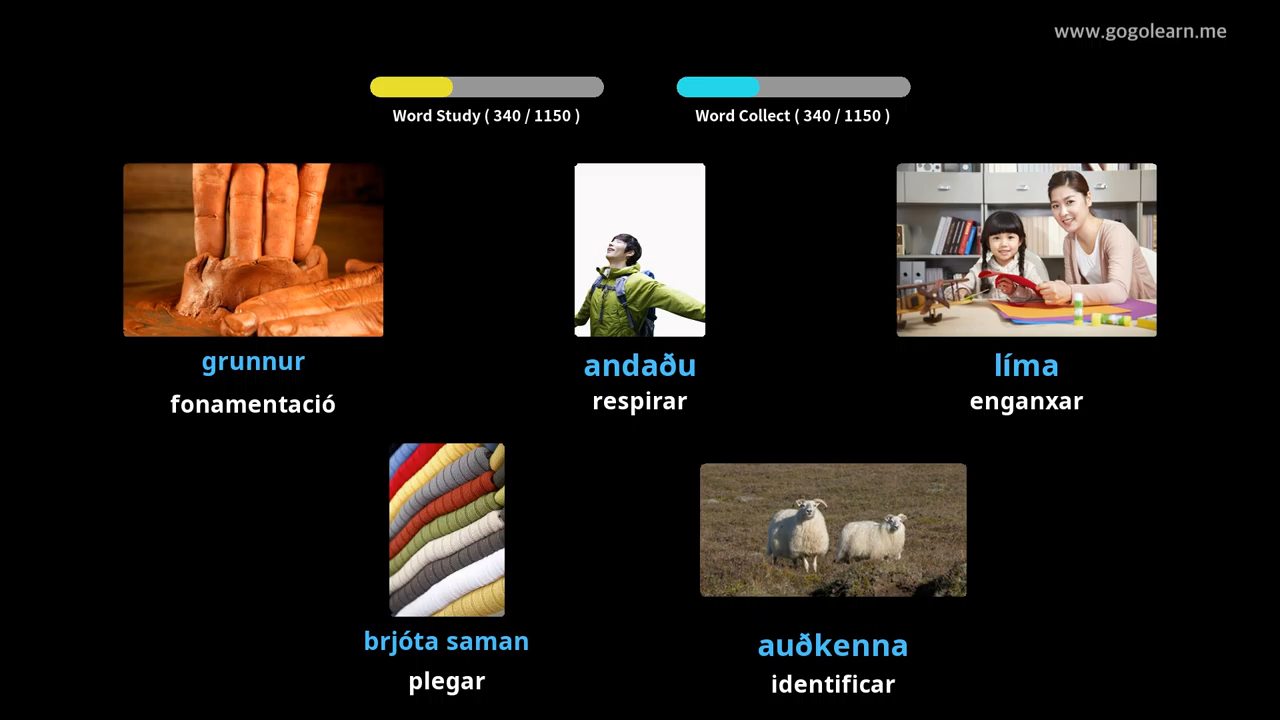 www.gogolearn.me
Word Study ( 340 / 1150 )
Word Collect ( 340 / 1150 )
grunnur
fonamentació
andaðu
respirar
líma
enganxar
brjóta saman
plegar
auðkenna
identificar